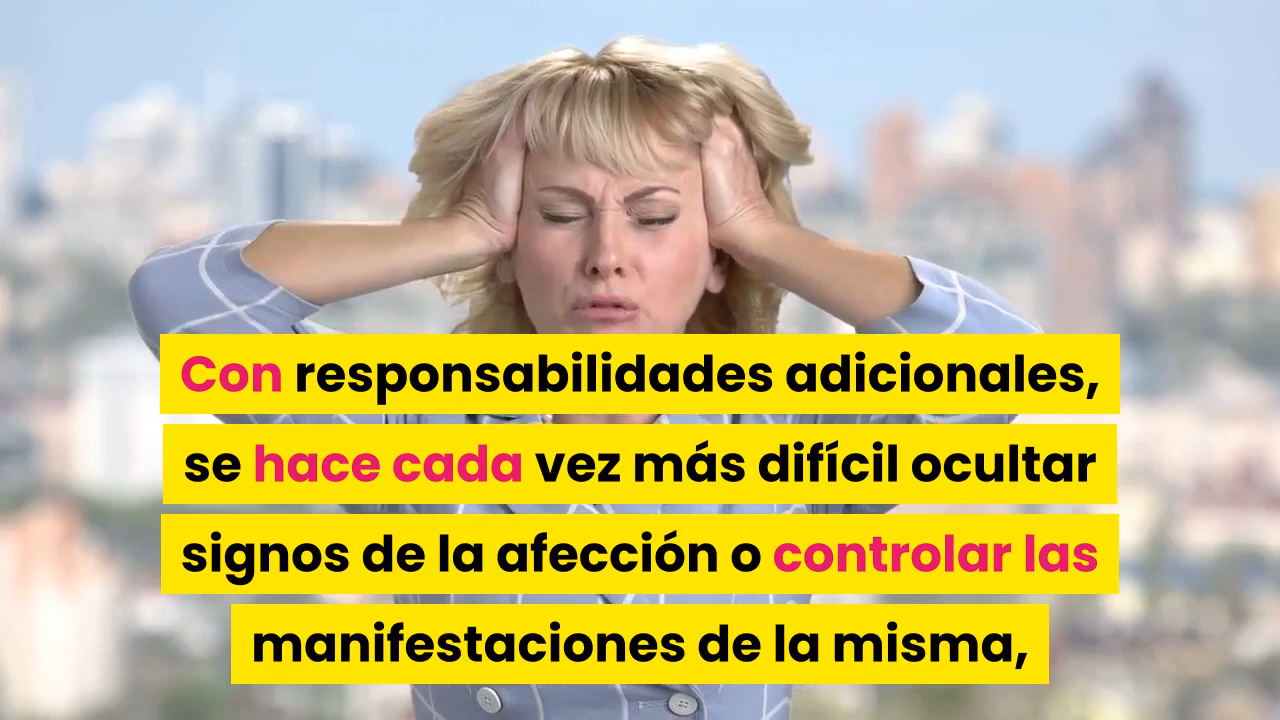 Con responsabilidades adicionales,
se hace cada vez más difícil ocultar
signos de la afección o controlar las
manifestaciones de la misma,